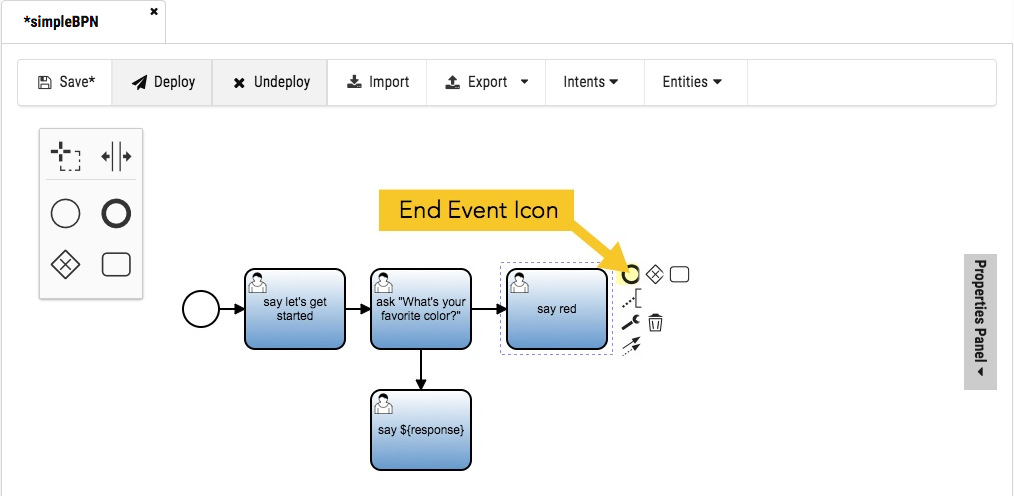 *simpleBPN
Save*
Deploy
Undeploy
Import
Export
Intents
Entities
End Event Icon
say let's get
started
ask "What's your
favorite color?"
say red
say ${response}
Properties Panel